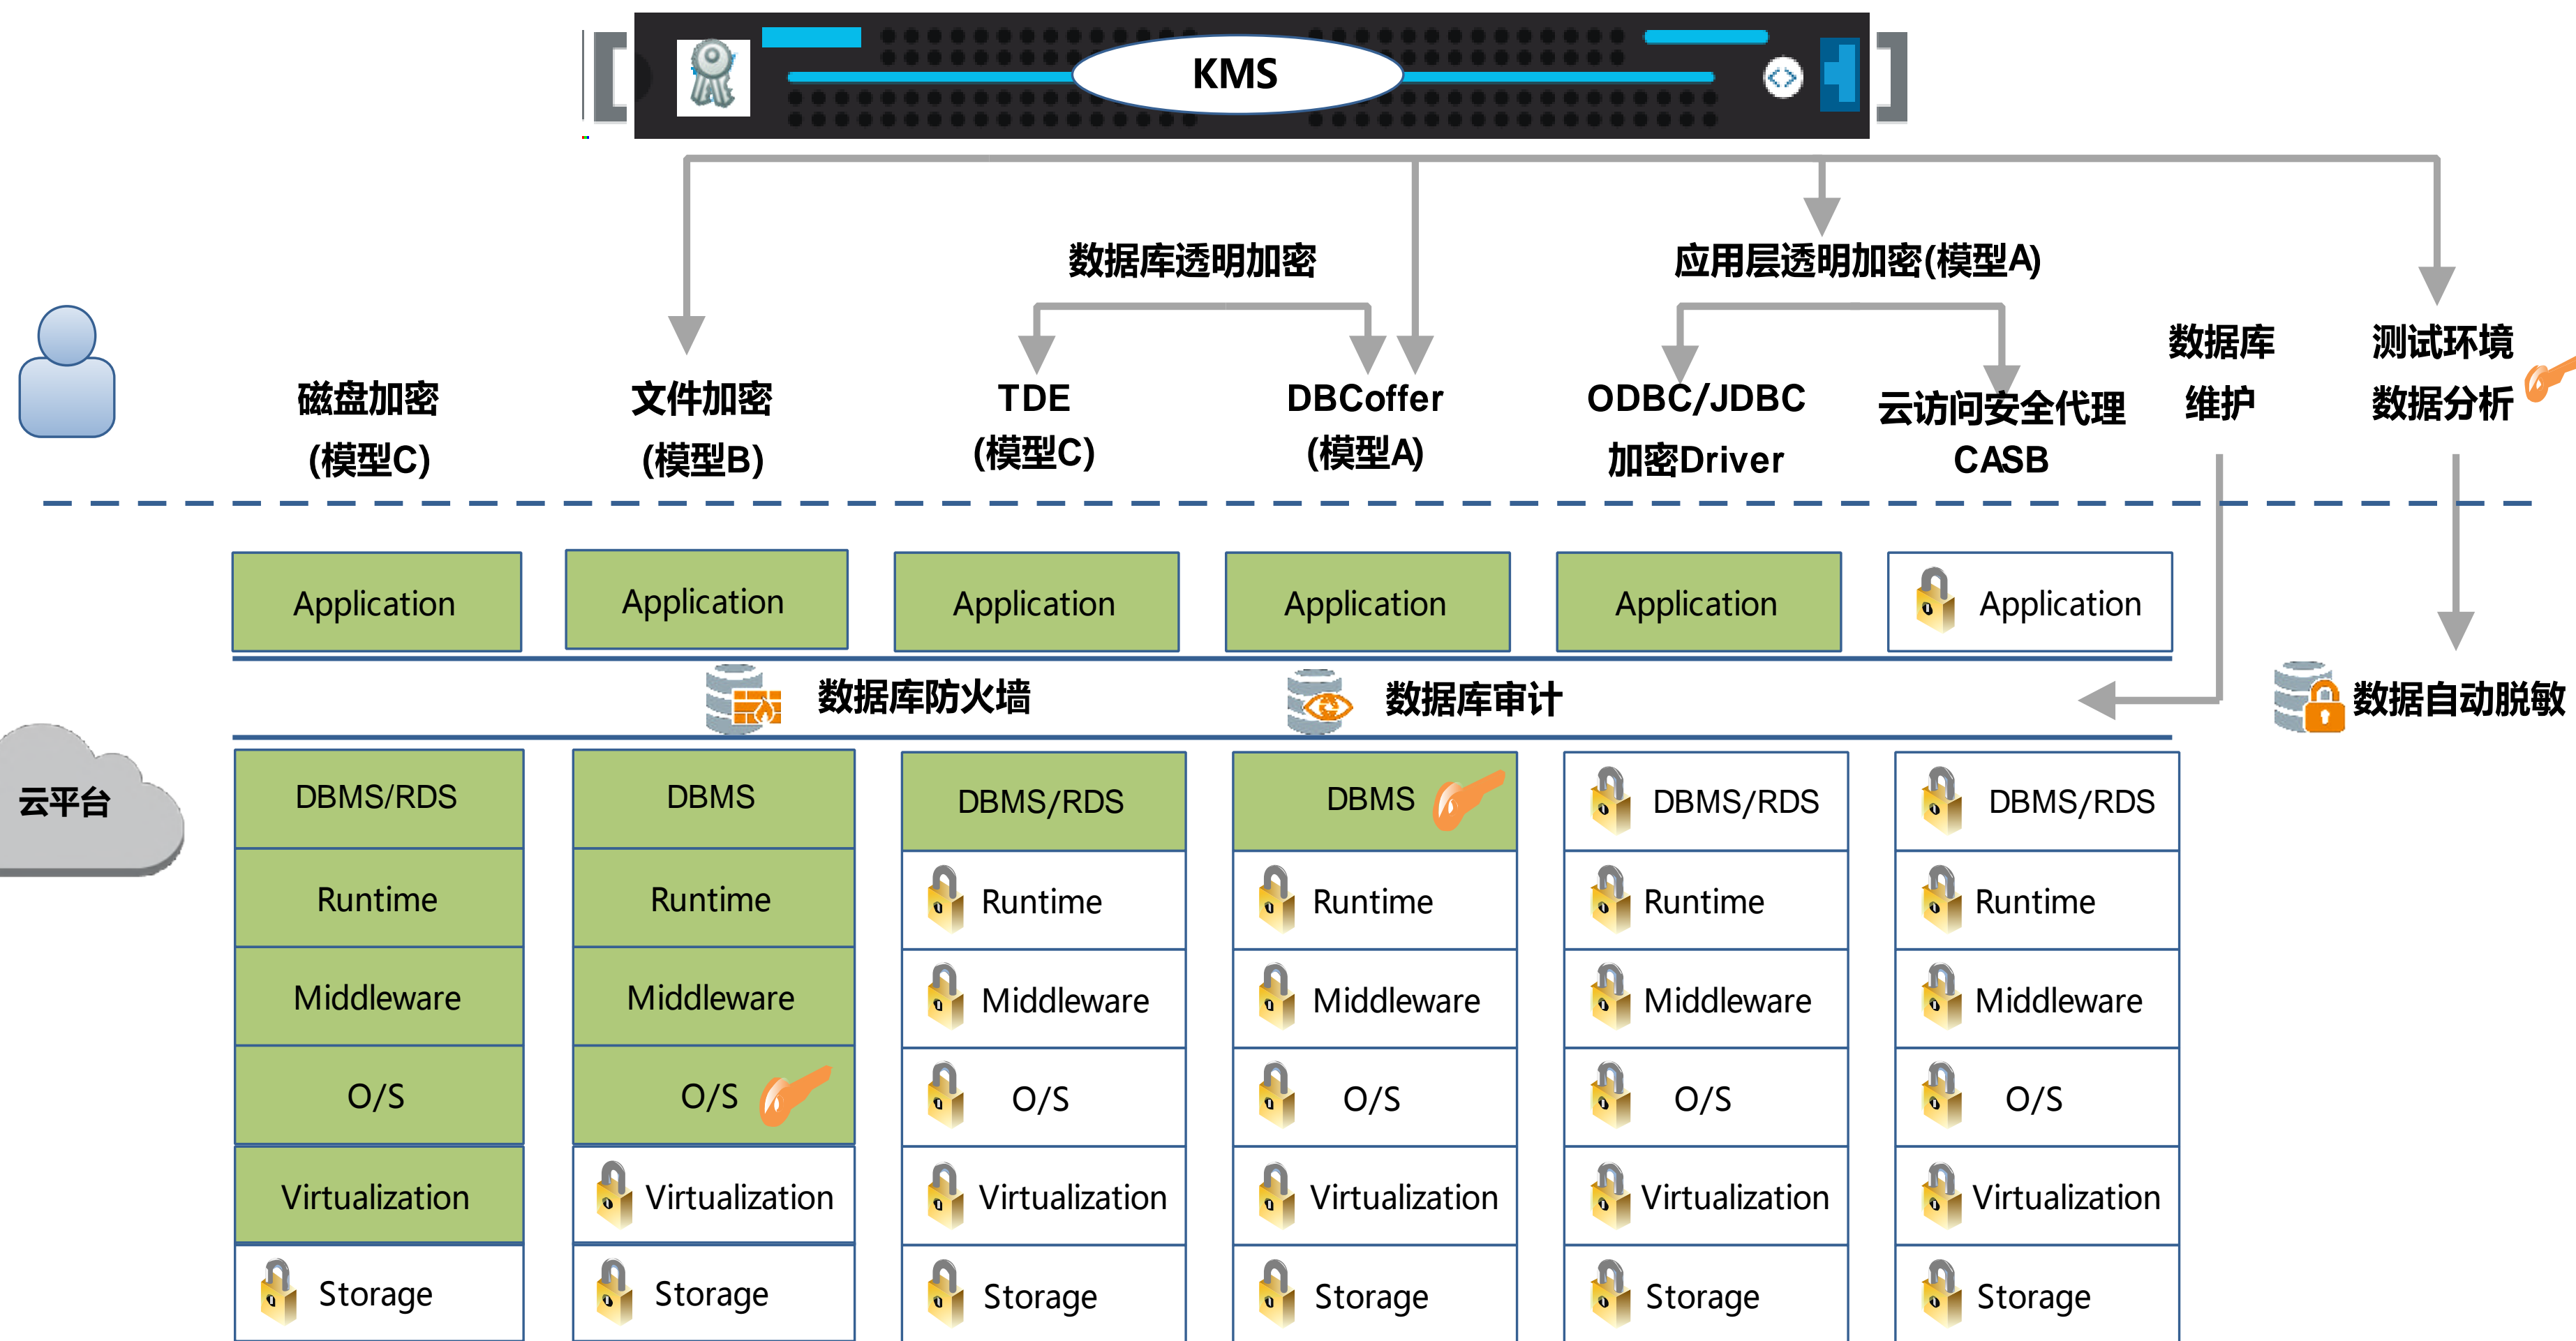 KMS
数据库透明加密
应用层透明加密(模型A)
磁盘加密
(模型C)
文件加密
(模型B)
TDE
(模型C)
DBCoffer
(模型A)
ODBC/JDBC
加密Driver
云访问安全代理
CASB
数据库
维护
测试环境
数据分析
Application
Application
Application
Application
Application
Application
数据库防火墙
数据库审计
数据自动脱敏
云平台
DBMS/RDS
DBMS
DBMS/RDS
DBMS
DBMS/RDS
DBMS/RDS
Runtime
Runtime
Runtime
Runtime
Runtime
Runtime
Middleware
Middleware
Middleware
Middleware
Middleware
Middleware
O/S
O/S
O/S
O/S
O/S
O/S
Virtualization
Virtualization
Virtualization
Virtualization
Virtualization
Virtualization
Storage
Storage
Storage
Storage
Storage
Storage